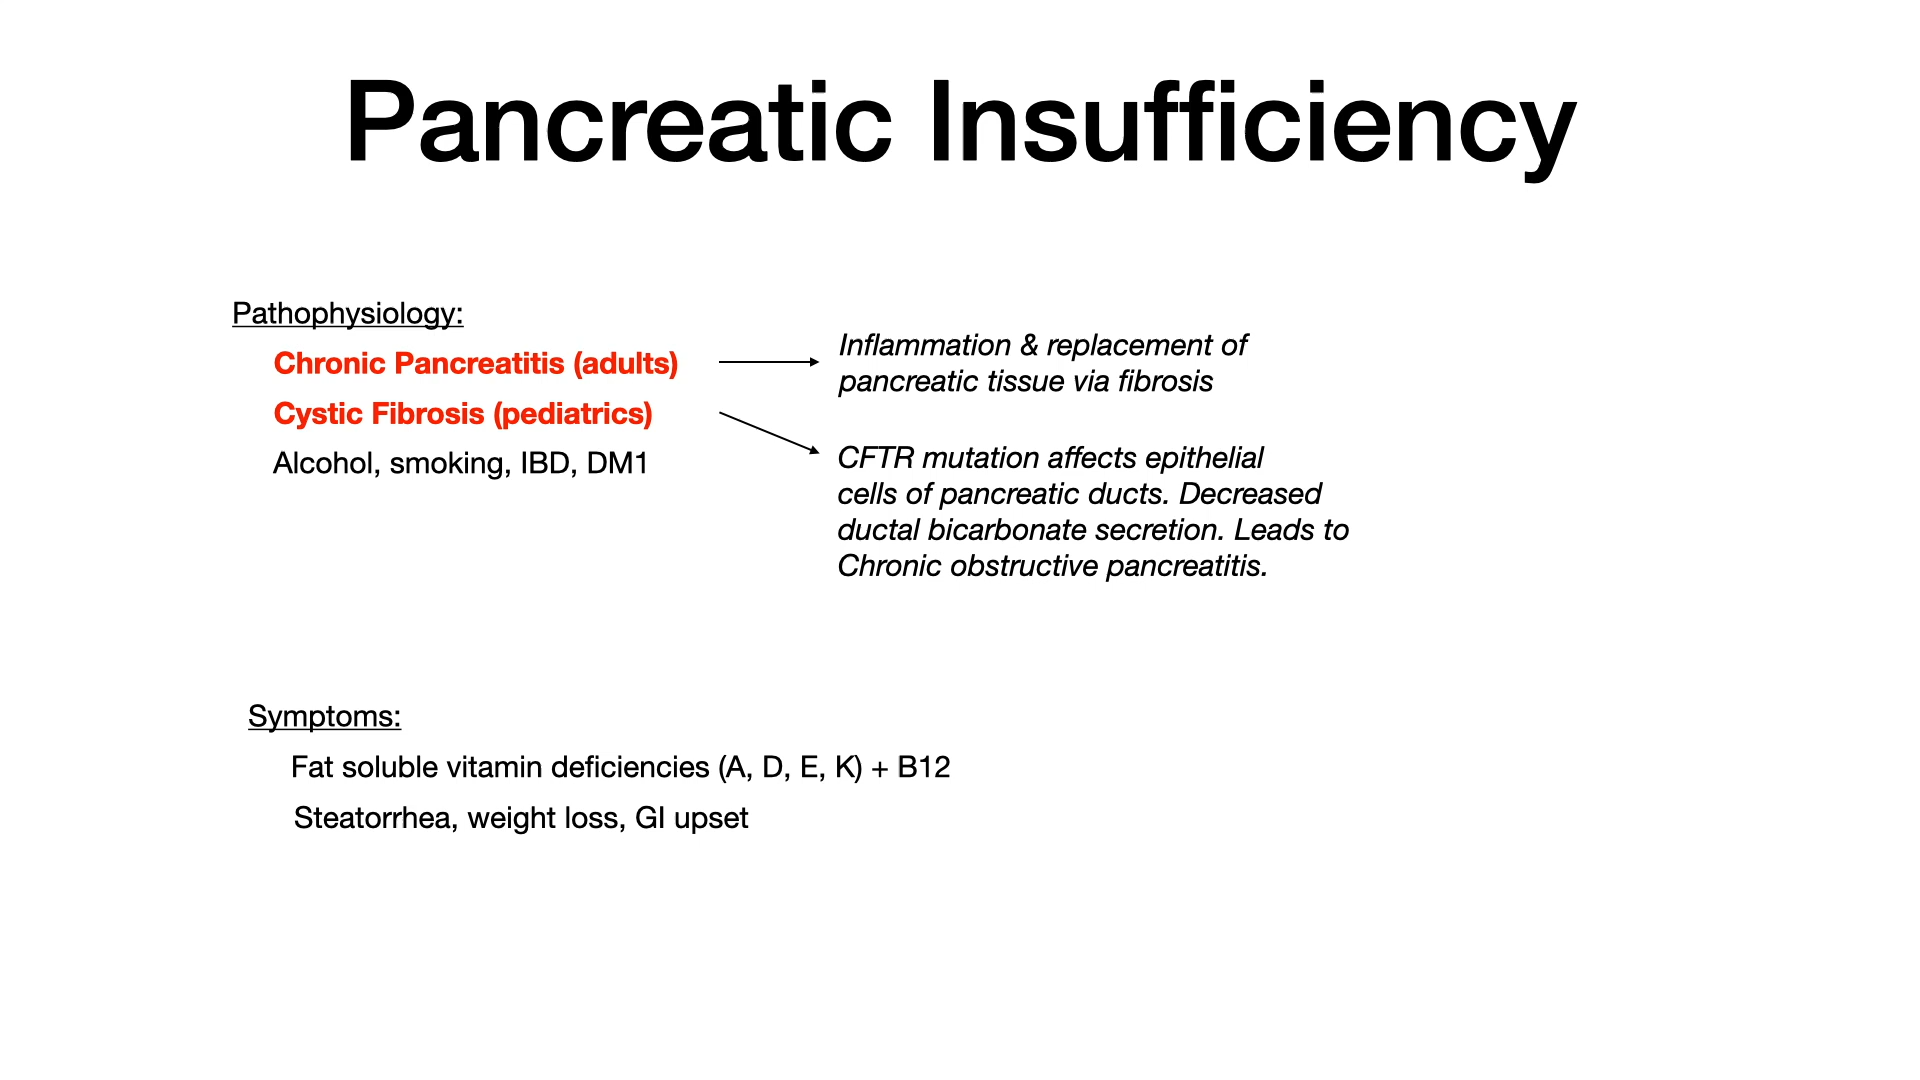 Pancreatic Insufficiency
Pathophysiology:
Chronic Pancreatitis (adults)
Cystic Fibrosis (pediatrics)
Alcohol, smoking, IBD, DM1
Inflammation & replacement of
pancreatic tissue via fibrosis
CFTR mutation affects epithelial
cells of pancreatic ducts. Decreased
ductal bicarbonate secretion. Leads to
Chronic obstructive pancreatitis.
Symptoms:
Fat soluble vitamin deficiencies (A, D, E, K) + B12
Steatorrhea, weight loss, GI upset